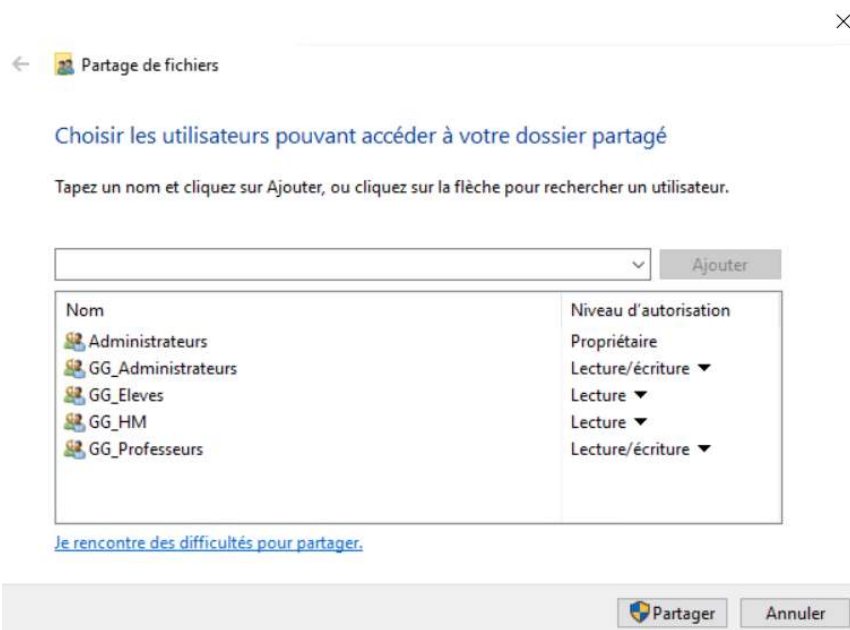 Partage de fichiers
Choisir les utilisateurs pouvant accéder à votre dossier partagé
Tapez un nom et cliquez sur Ajouter, ou cliquez sur la flèche pour rechercher un utilisateur.
Ajouter
Nom Niveau d'autorisation
Administrateurs Propriétaire
GG_Administrateurs Lecture/écriture
GG_Eleves Lecture
GG_HM Lecture
GG_Professeurs Lecture/écriture
Je rencontre des difficultés pour partager.
Partager Annuler